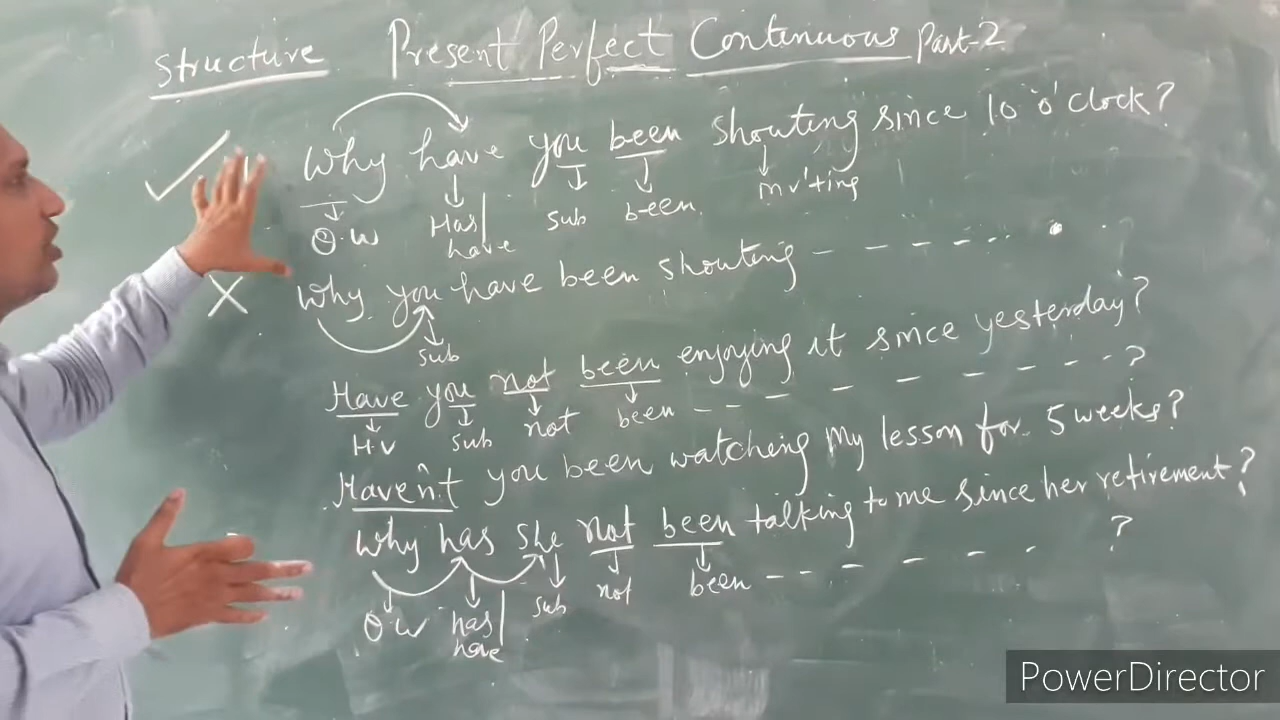 Structure Present Perfect Continuous Part-2
Why have you been shouting since 10 'o' clock?
Q.W Has/have sub been mv'+ing
Why you have been shouting ------
sub
Have you not been enjoying it since yesterday?
H.V sub not been --------?
Haven't you been watching My lesson for 5 weeks?
Why has she not been talking to me since her retirement?
Q.W has/have sub not been ------?
PowerDirector